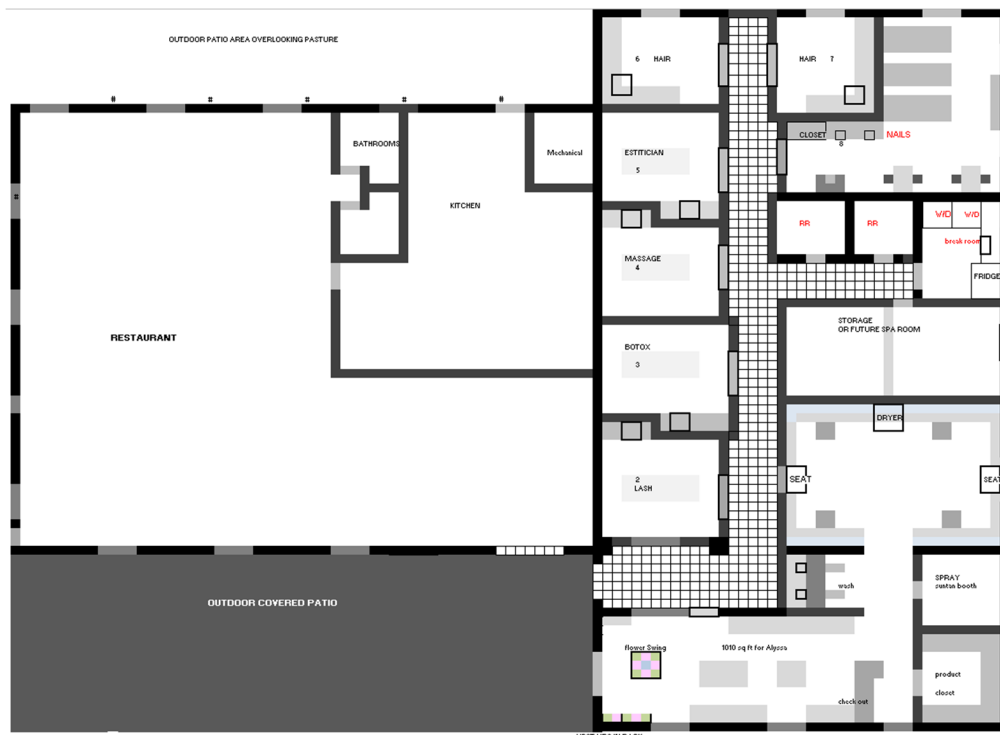 OUTDOOR PATIO AREA OVERLOOKING PASTURE
6 HAIR
HAIR 7
BATHROOMS
Mechanical
ESTITICIAN
5
CLOSET
8
NAILS
KITCHEN
RR
RR
W/D
W/D
break room
FRIDGE
MASSAGE
4
RESTAURANT
STORAGE
OR FUTURE SPA ROOM
BOTOX
3
DRYER
2
LASH
SEAT
SEAT
OUTDOOR COVERED PATIO
wash
SPRAY
suntan booth
flower Swing
1010 sq ft for Alyssa
product
closet
check out